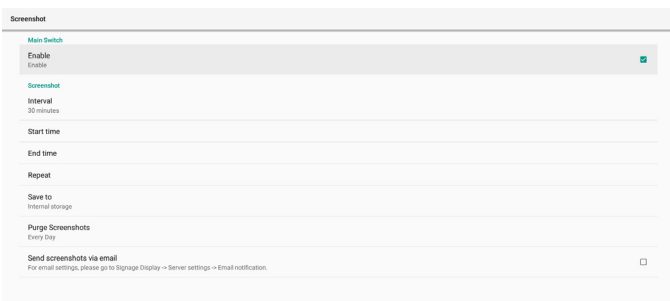 Screenshot
Main Switch
Enable
Enable
Screenshot
Interval
30 minutes
Start time
End time
Repeat
Save to
Internal storage
Purge Screenshots
Every Day
Send screenshots via email
For email settings, please go to Signage Display -> Server settings -> Email notification.